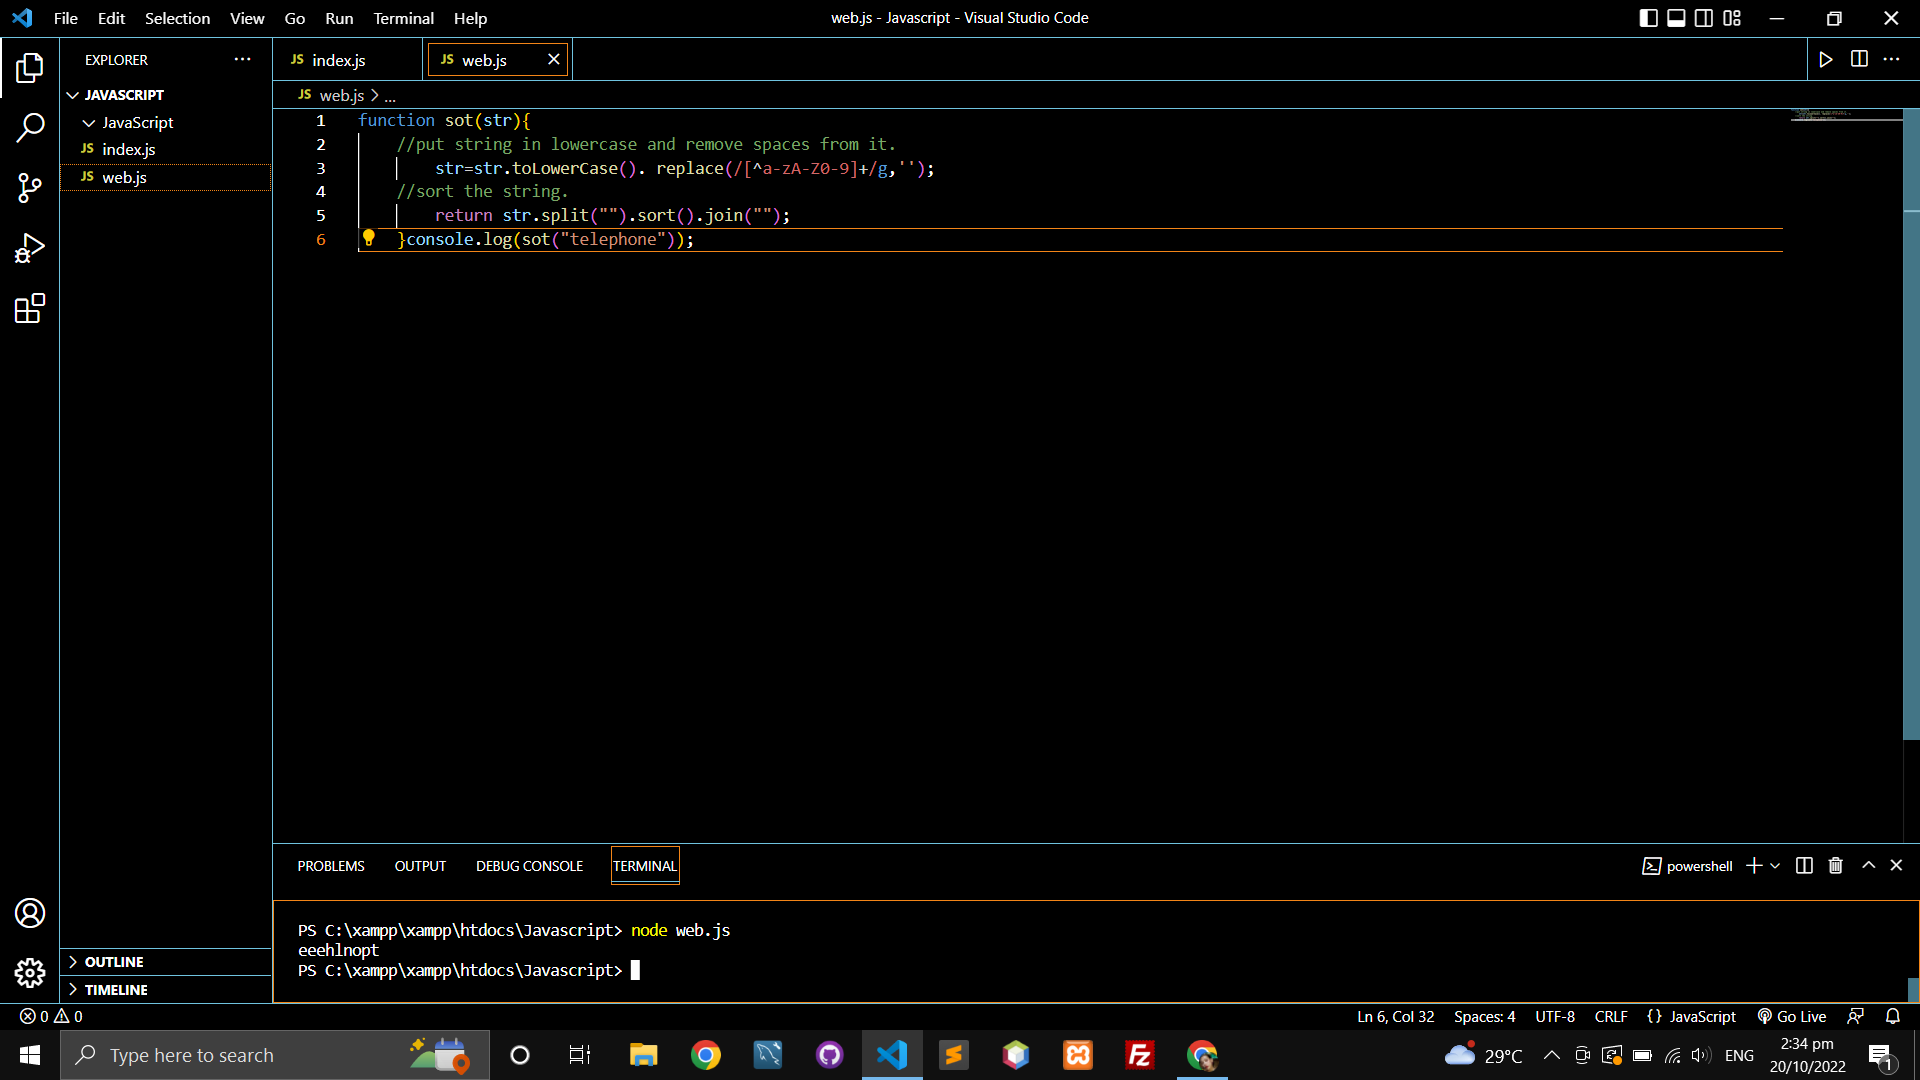 File Edit Selection View Go Run Terminal Help
web.js - Javascript - Visual Studio Code
EXPLORER
JAVASCRIPT
JavaScript
JS index.js
JS web.js
OUTLINE
TIMELINE
JS index.js
JS web.js
JS web.js > ...
1 function sot(str){
2 //put string in lowercase and remove spaces from it.
3 str=str.toLowerCase(). replace(/[^a-zA-Z0-9]+/g,'');
4 //sort the string.
5 return str.split("").sort().join("");
6 }console.log(sot("telephone"));
PROBLEMS OUTPUT DEBUG CONSOLE TERMINAL
powershell
PS C:\xampp\xampp\htdocs\Javascript> node web.js
eeehlnopt
PS C:\xampp\xampp\htdocs\Javascript>
0 0
Ln 6, Col 32 Spaces: 4 UTF-8 CRLF {} JavaScript Go Live
Type here to search
29°C
ENG
2:34 pm
20/10/2022
1